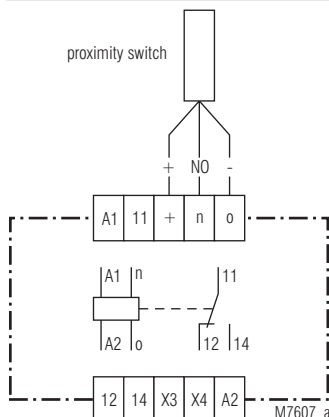 proximity switch
+ NO -
A1 11 + n o
A1 n 11
A2 o 12 14
12 14 X3 X4 A2
M7607_a